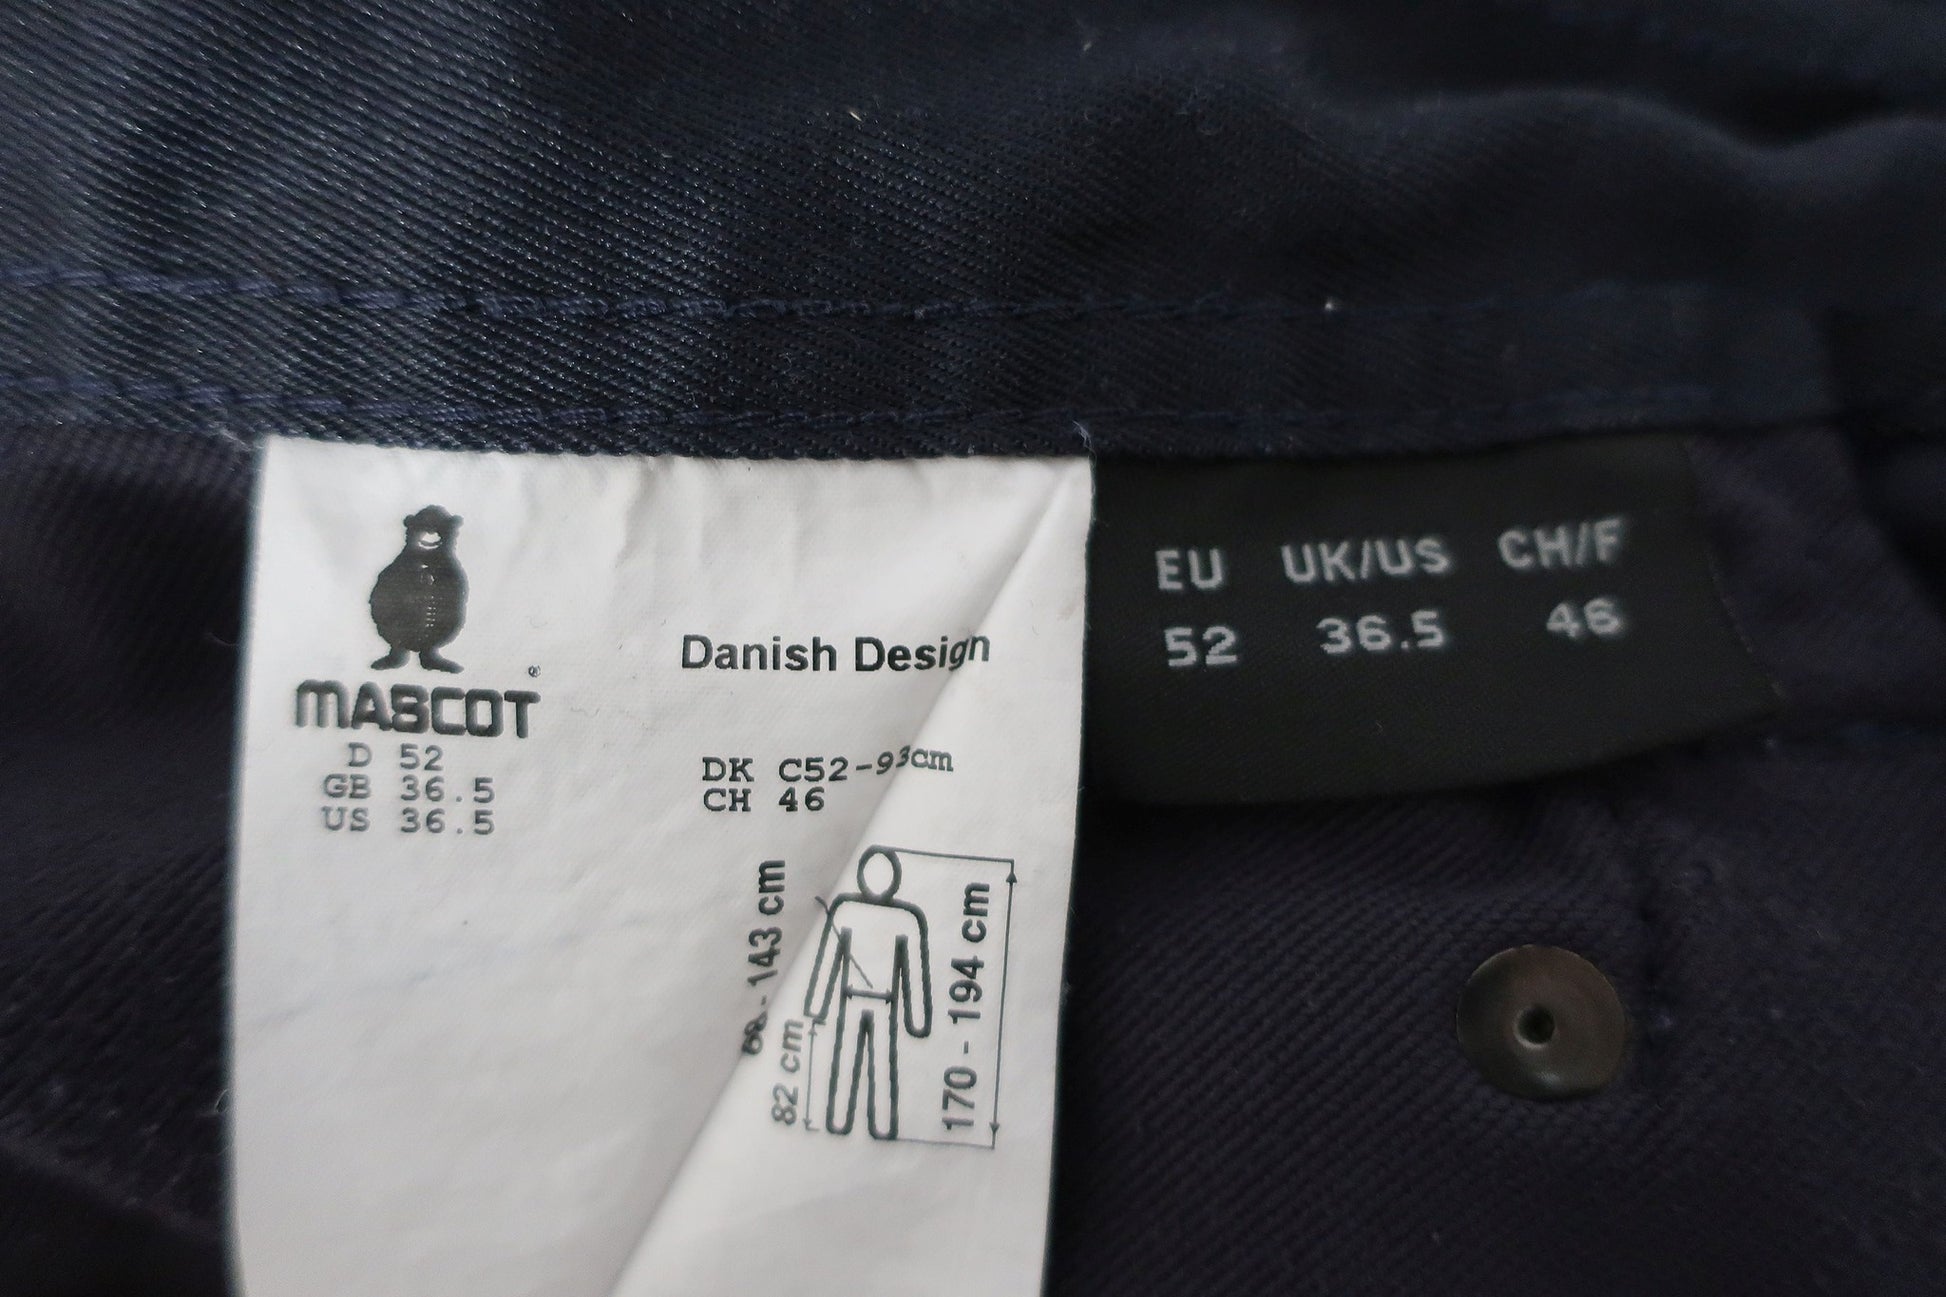 MASCOT®
Danish Design
D 52
GB 36.5
US 36.5
DK C52-93cm
CH 46
143 cm
82 cm
170 - 194 cm
EU UK/US CH/F
52 36.5 46